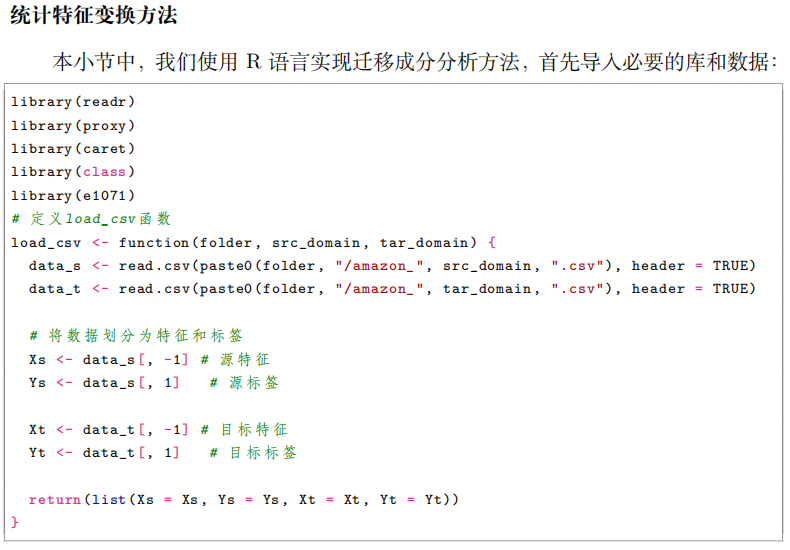 统计特征变换方法
本小节中，我们使用 R 语言实现迁移成分分析方法，首先导入必要的库和数据：
library(readr)
library(proxy)
library(caret)
library(class)
library(e1071)
# 定义load_csv函数
load_csv <- function(folder, src_domain, tar_domain) {
  data_s <- read.csv(paste0(folder, "/amazon_", src_domain, ".csv"), header = TRUE)
  data_t <- read.csv(paste0(folder, "/amazon_", tar_domain, ".csv"), header = TRUE)
  # 将数据划分为特征和标签
  Xs <- data_s[, -1] # 源特征
  Ys <- data_s[, 1]   # 源标签
  Xt <- data_t[, -1] # 目标特征
  Yt <- data_t[, 1]   # 目标标签
  return(list(Xs = Xs, Ys = Ys, Xt = Xt, Yt = Yt))
}